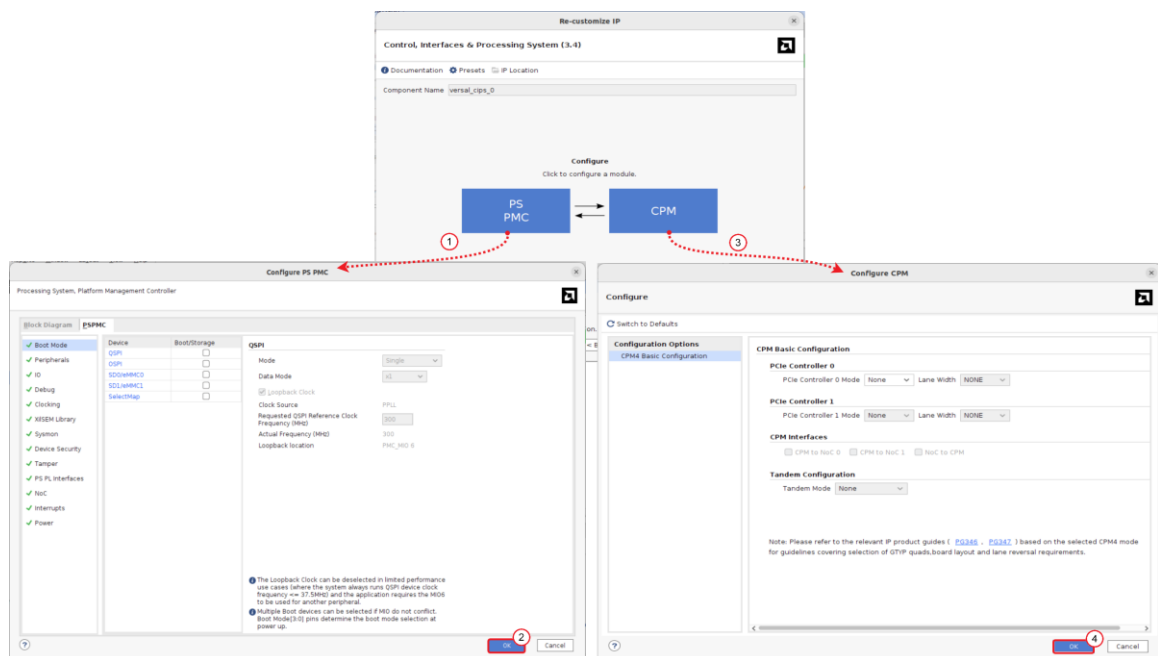 Re-customize IP
Control, Interfaces & Processing System (3.4)
Documentation Presets IP Location
Component Name versal_cips_0
Configure
Click to configure a module.
PS
PMC
CPM
1
3
Configure PS PMC
Processing System, Platform Management Controller
Block Diagram PSPMC
Boot Mode
Peripherals
IO
Debug
Clocking
XilSEM Library
Sysmon
Device Security
Tamper
PS PL Interfaces
NoC
Interrupts
Power
Device Boot/Storage
QSPI
OSPI
SD0/eMMC0
SD1/eMMC1
SelectMap
QSPI
Mode Single
Data Mode x1
Loopback Clock
Clock Source PPLL
Requested QSPI Reference Clock
Frequency (MHz) 300
Actual Frequency (MHz) 300
Loopback location PMC_MIO 6
The Loopback Clock can be deselected in limited performance
use cases (where the system always runs QSPI device clock
frequency <= 37.5MHz) and the application requires the MIO6
to be used for another peripheral.
Multiple Boot devices can be selected if MIO do not conflict.
Boot Mode[3:0] pins determine the boot mode selection at
power up.
2
OK Cancel
on.
< B
Configure CPM
Configure
Switch to Defaults
Configuration Options
CPM4 Basic Configuration
CPM Basic Configuration
PCIe Controller 0
PCIe Controller 0 Mode None Lane Width NONE
PCIe Controller 1
PCIe Controller 1 Mode None Lane Width NONE
CPM Interfaces
CPM to NoC 0 CPM to NoC 1 NoC to CPM
Tandem Configuration
Tandem Mode None
Note: Please refer to the relevant IP product guides ( PG346 , PG347 ) based on the selected CPM4 mode
for guidelines covering selection of GTYP quads,board layout and lane reversal requirements.
4
OK Cancel